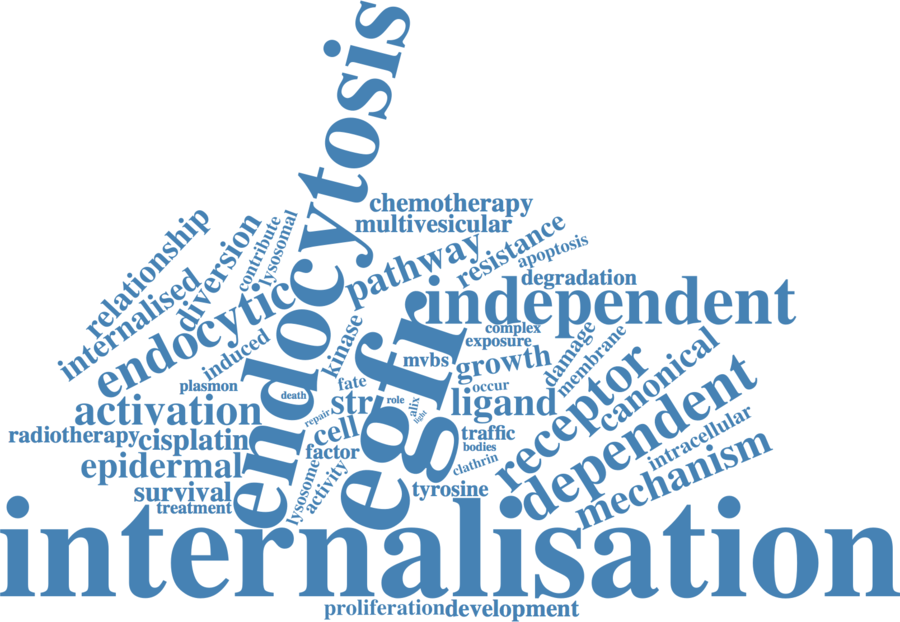 endocytosis
chemotherapy
multivesicular
relationship
diversion
contribute
lysosomal
pathway
resistance
apoptosis
internalised
endocytic
degradation
independent
induced
kinase
complex
exposure
damage
membrane
mvbs
growth
egfr
receptor
canonical
plasmon
death
fate
occur
activation
str
role
alix
light
ligand
dependent
repair
radiotherapy
cisplatin
cell
traffic
bodies
intracellular
factor
epidermal
clathrin
mechanism
survival
lysosome
activity
tyrosine
treatment
internalisation
proliferation
development